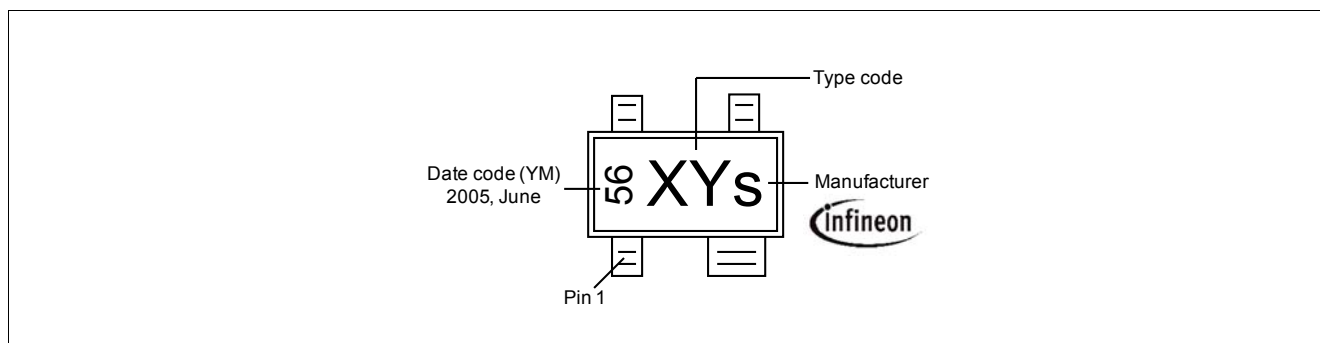 Type code
Date code (YM)
2005, June
56
XYs
Manufacturer
infineon
Pin 1